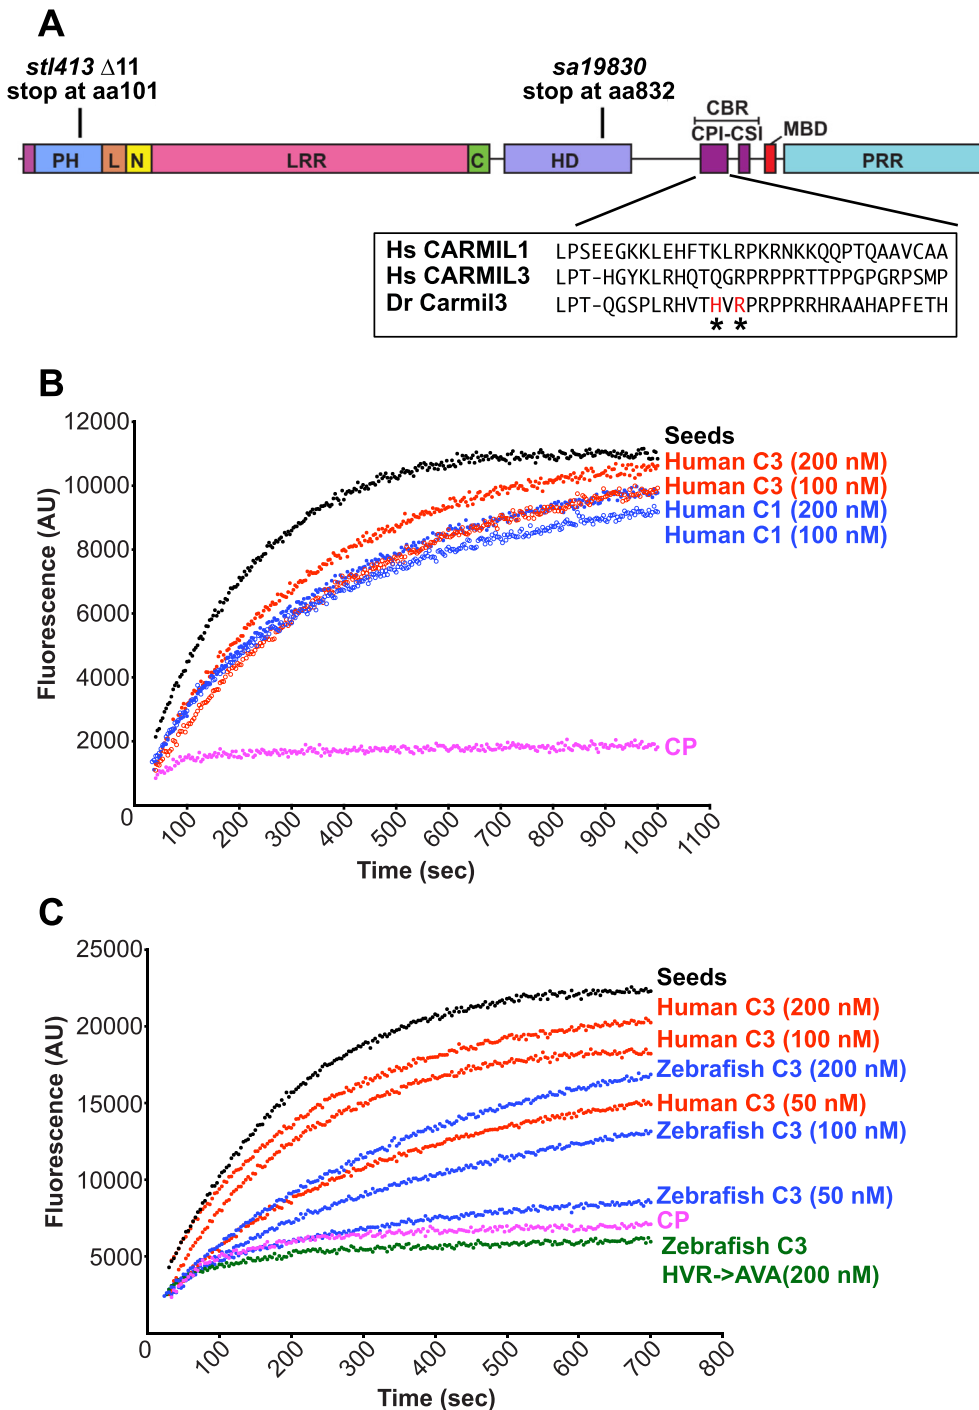 A
stl413 Δ11
stop at aa101
sa19830
stop at aa832
CBR
CPI-CSI
MBD
PH L N LRR C HD PRR
Hs CARMIL1 LPSEEGKKLEHFTKLRPKRNKKQQPTQAAVCAA
Hs CARMIL3 LPT-HGYKLRHQTQGRPRPPRTTPPGPGRPSMP
Dr Carmil3 LPT-QGSPLRHVTHVRPRPPRRHRAAHAPFETH
* *
B
12000
10000
8000
6000
4000
2000
0
Fluorescence (AU)
Seeds
Human C3 (200 nM)
Human C3 (100 nM)
Human C1 (200 nM)
Human C1 (100 nM)
CP
100 200 300 400 500 600 700 800 900 1000 1100
Time (sec)
C
25000
20000
15000
10000
5000
0
Fluorescence (AU)
Seeds
Human C3 (200 nM)
Human C3 (100 nM)
Zebrafish C3 (200 nM)
Human C3 (50 nM)
Zebrafish C3 (100 nM)
Zebrafish C3 (50 nM)
CP
Zebrafish C3
HVR->AVA(200 nM)
100 200 300 400 500 600 700 800
Time (sec)